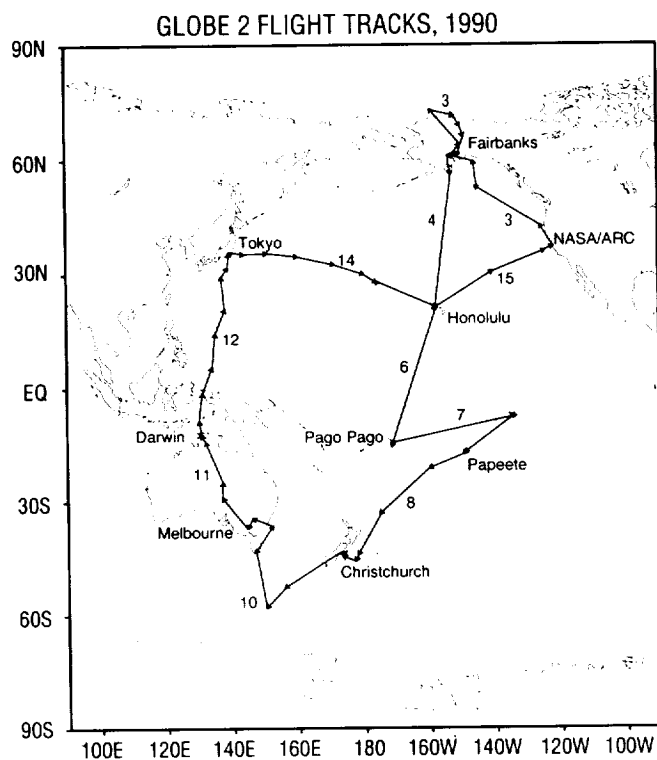 GLOBE 2 FLIGHT TRACKS, 1990
90N
3
Fairbanks
60N
4
3
NASA/ARC
Tokyo
14
30N
15
Honolulu
12
6
EQ
7
Darwin
Pago Pago
Papeete
11
8
30S
Melbourne
Christchurch
10
60S
90S
100E 120E 140E 160E 180 160W 140W 120W 100W